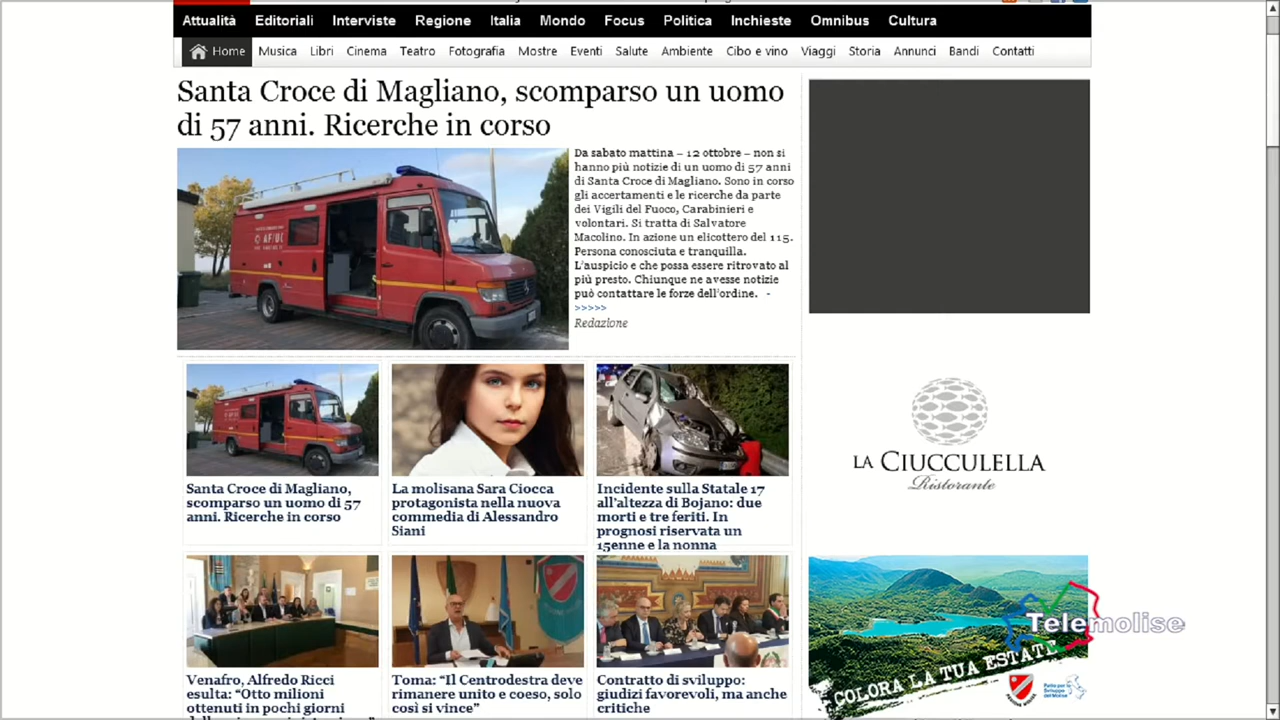 Attualità Editoriali Interviste Regione Italia Mondo Focus Politica Inchieste Omnibus Cultura
Home Musica Libri Cinema Teatro Fotografia Mostre Eventi Salute Ambiente Cibo e vino Viaggi Storia Annunci Bandi Contatti
Santa Croce di Magliano, scomparso un uomo
di 57 anni. Ricerche in corso
Da sabato mattina – 12 ottobre – non si
hanno più notizie di un uomo di 57 anni
di Santa Croce di Magliano. Sono in corso
gli accertamenti e le ricerche da parte
dei Vigili del Fuoco, Carabinieri e
volontari. Si tratta di Salvatore
Macolino. In azione un elicottero del 115.
Persona conosciuta e tranquilla.
L'auspicio e che possa essere ritrovato al
più presto. Chiunque ne avesse notizie
può contattare le forze dell'ordine. -
>>>>>
Redazione
Santa Croce di Magliano,
scomparso un uomo di 57
anni. Ricerche in corso
La molisana Sara Ciocca
protagonista nella nuova
commedia di Alessandro
Siani
Incidente sulla Statale 17
all'altezza di Bojano: due
morti e tre feriti. In
prognosi riservata un
15enne e la nonna
LA CIUCCULELLA
Ristorante
Venafro, Alfredo Ricci
esulta: “Otto milioni
ottenuti in pochi giorni
Toma: “Il Centrodestra deve
rimanere unito e coeso, solo
così si vince”
Contratto di sviluppo:
giudizi favorevoli, ma anche
critiche
Telemolise
COLORA LA TUA ESTATE